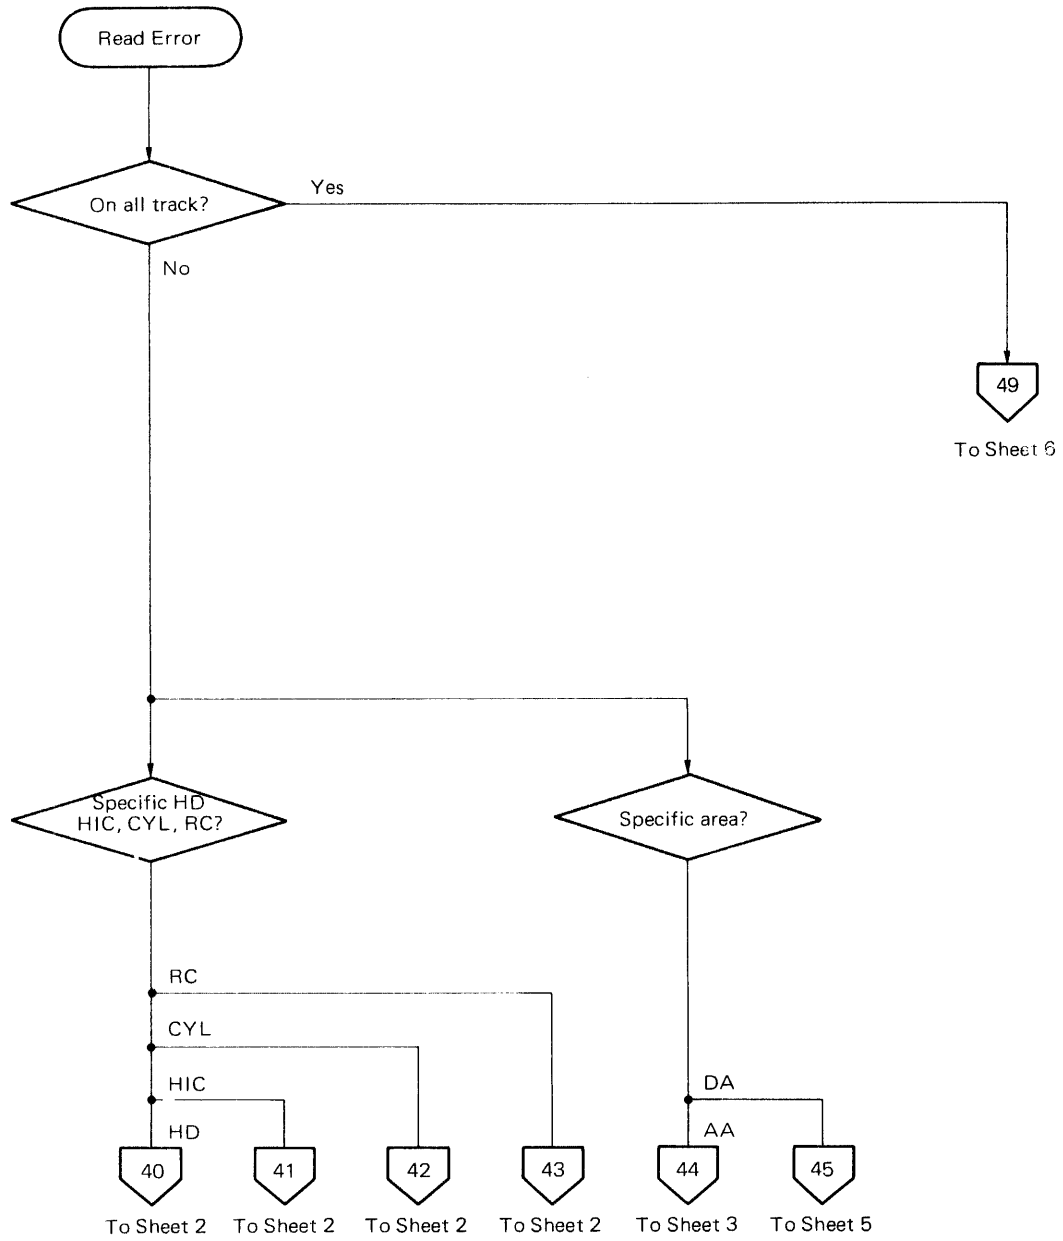 Read Error
On all track?
Yes
No
49
To Sheet 6
Specific HD
HIC, CYL, RC?
Specific area?
RC
CYL
HIC
HD
DA
AA
40
41
42
43
44
45
To Sheet 2
To Sheet 2
To Sheet 2
To Sheet 2
To Sheet 3
To Sheet 5